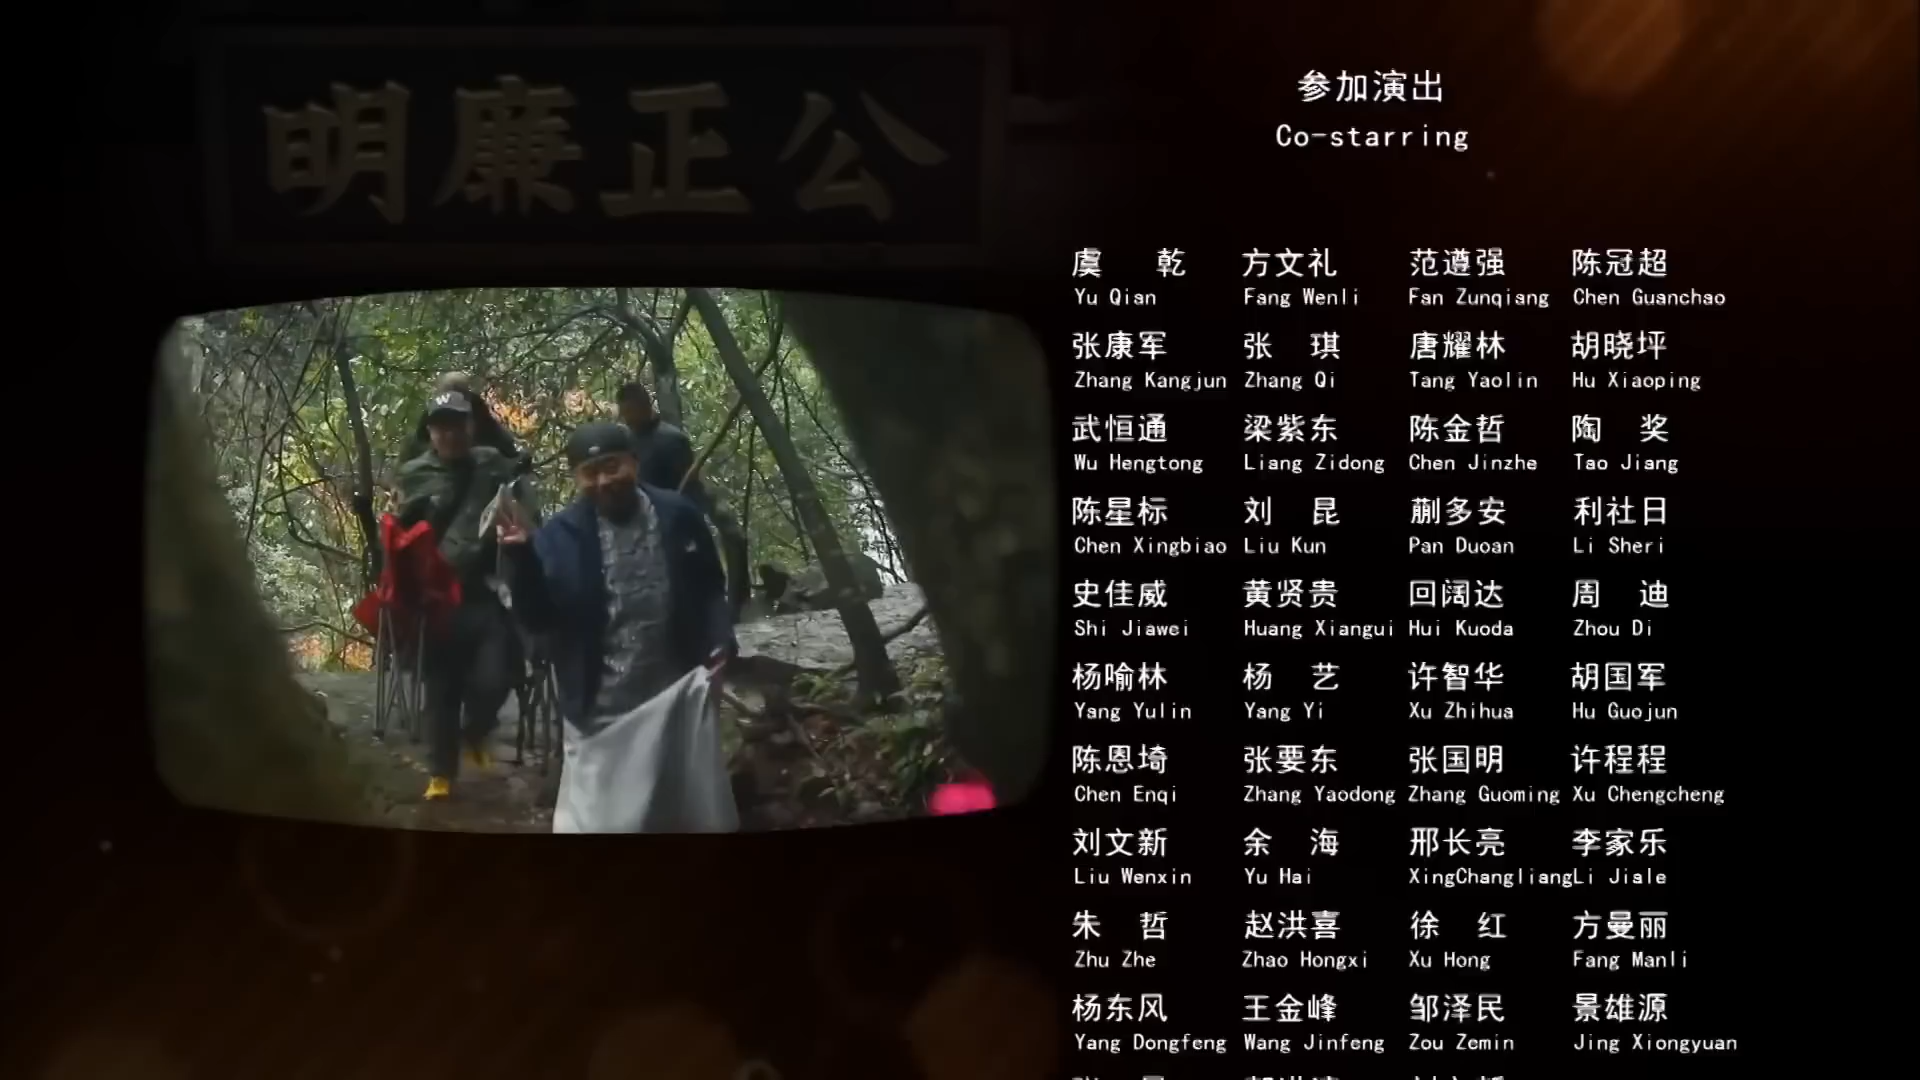 明廉正公
参加演出
Co-starring
虞 乾 方文礼 范遵强 陈冠超
Yu Qian Fang Wenli Fan Zunqiang Chen Guanchao
张康军 张 琪 唐耀林 胡晓坪
Zhang Kangjun Zhang Qi Tang Yaolin Hu Xiaoping
武恒通 梁紫东 陈金哲 陶 奖
Wu Hengtong Liang Zidong Chen Jinzhe Tao Jiang
陈星标 刘 昆 蒯多安 利社日
Chen Xingbiao Liu Kun Pan Duoan Li Sheri
史佳威 黄贤贵 回阔达 周 迪
Shi Jiawei Huang Xiangui Hui Kuoda Zhou Di
杨喻林 杨 艺 许智华 胡国军
Yang Yulin Yang Yi Xu Zhihua Hu Guojun
陈恩埼 张要东 张国明 许程程
Chen Enqi Zhang Yaodong Zhang Guoming Xu Chengcheng
刘文新 余 海 邢长亮 李家乐
Liu Wenxin Yu Hai XingChangliang Li Jiale
朱 哲 赵洪喜 徐 红 方曼丽
Zhu Zhe Zhao Hongxi Xu Hong Fang Manli
杨东风 王金峰 邹泽民 景雄源
Yang Dongfeng Wang Jinfeng Zou Zemin Jing Xiongyuan